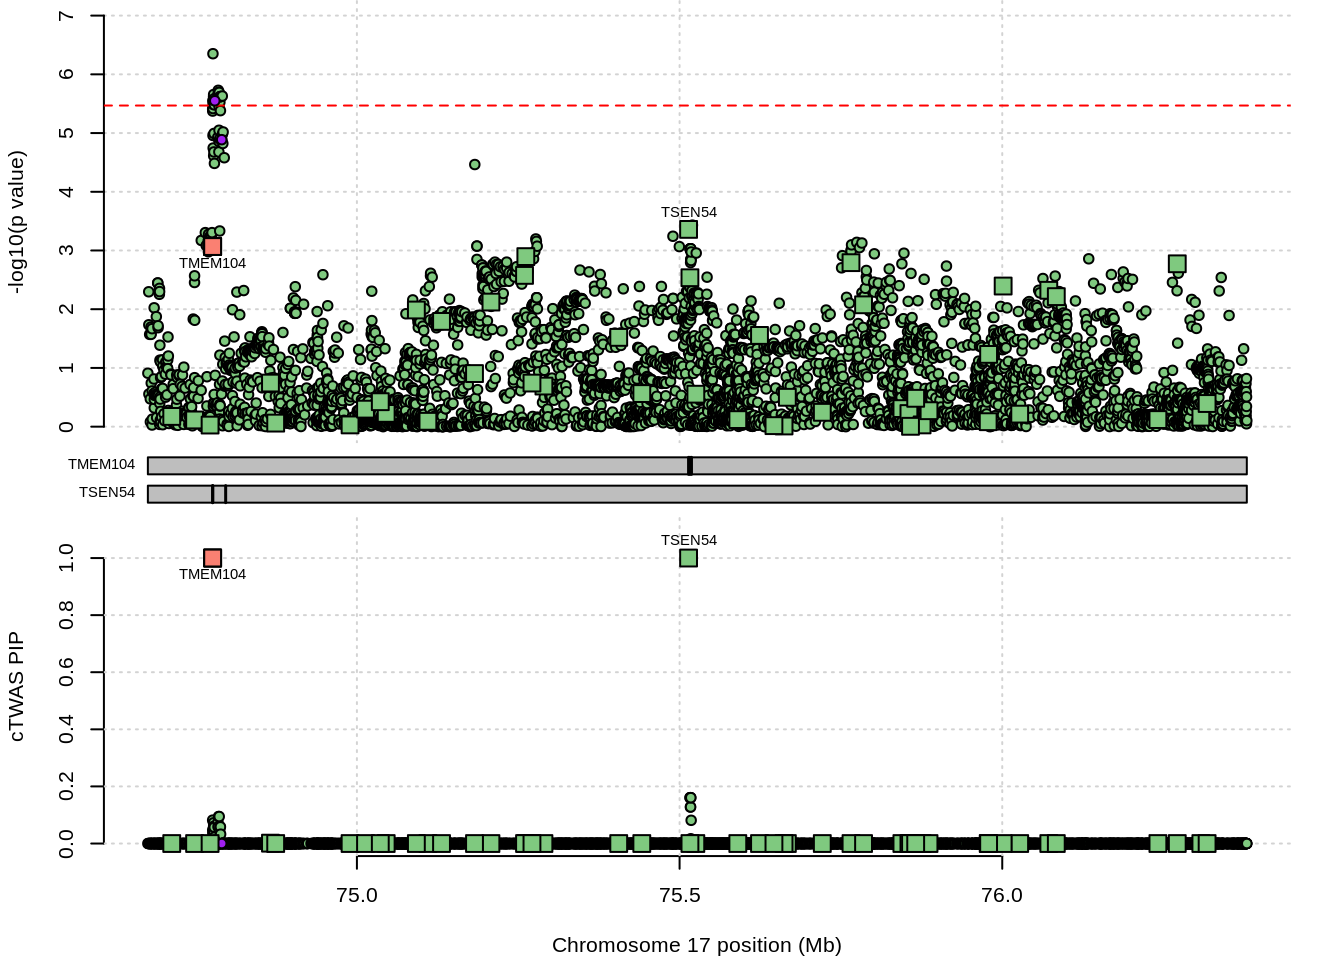 7
6
5
4
3
2
1
0
-log10(p value)
TSEN54
TMEM104
TMEM104
TSEN54
1.0
0.8
0.6
0.4
0.2
0.0
cTWAS PIP
TSEN54
TMEM104
75.0 75.5 76.0
Chromosome 17 position (Mb)